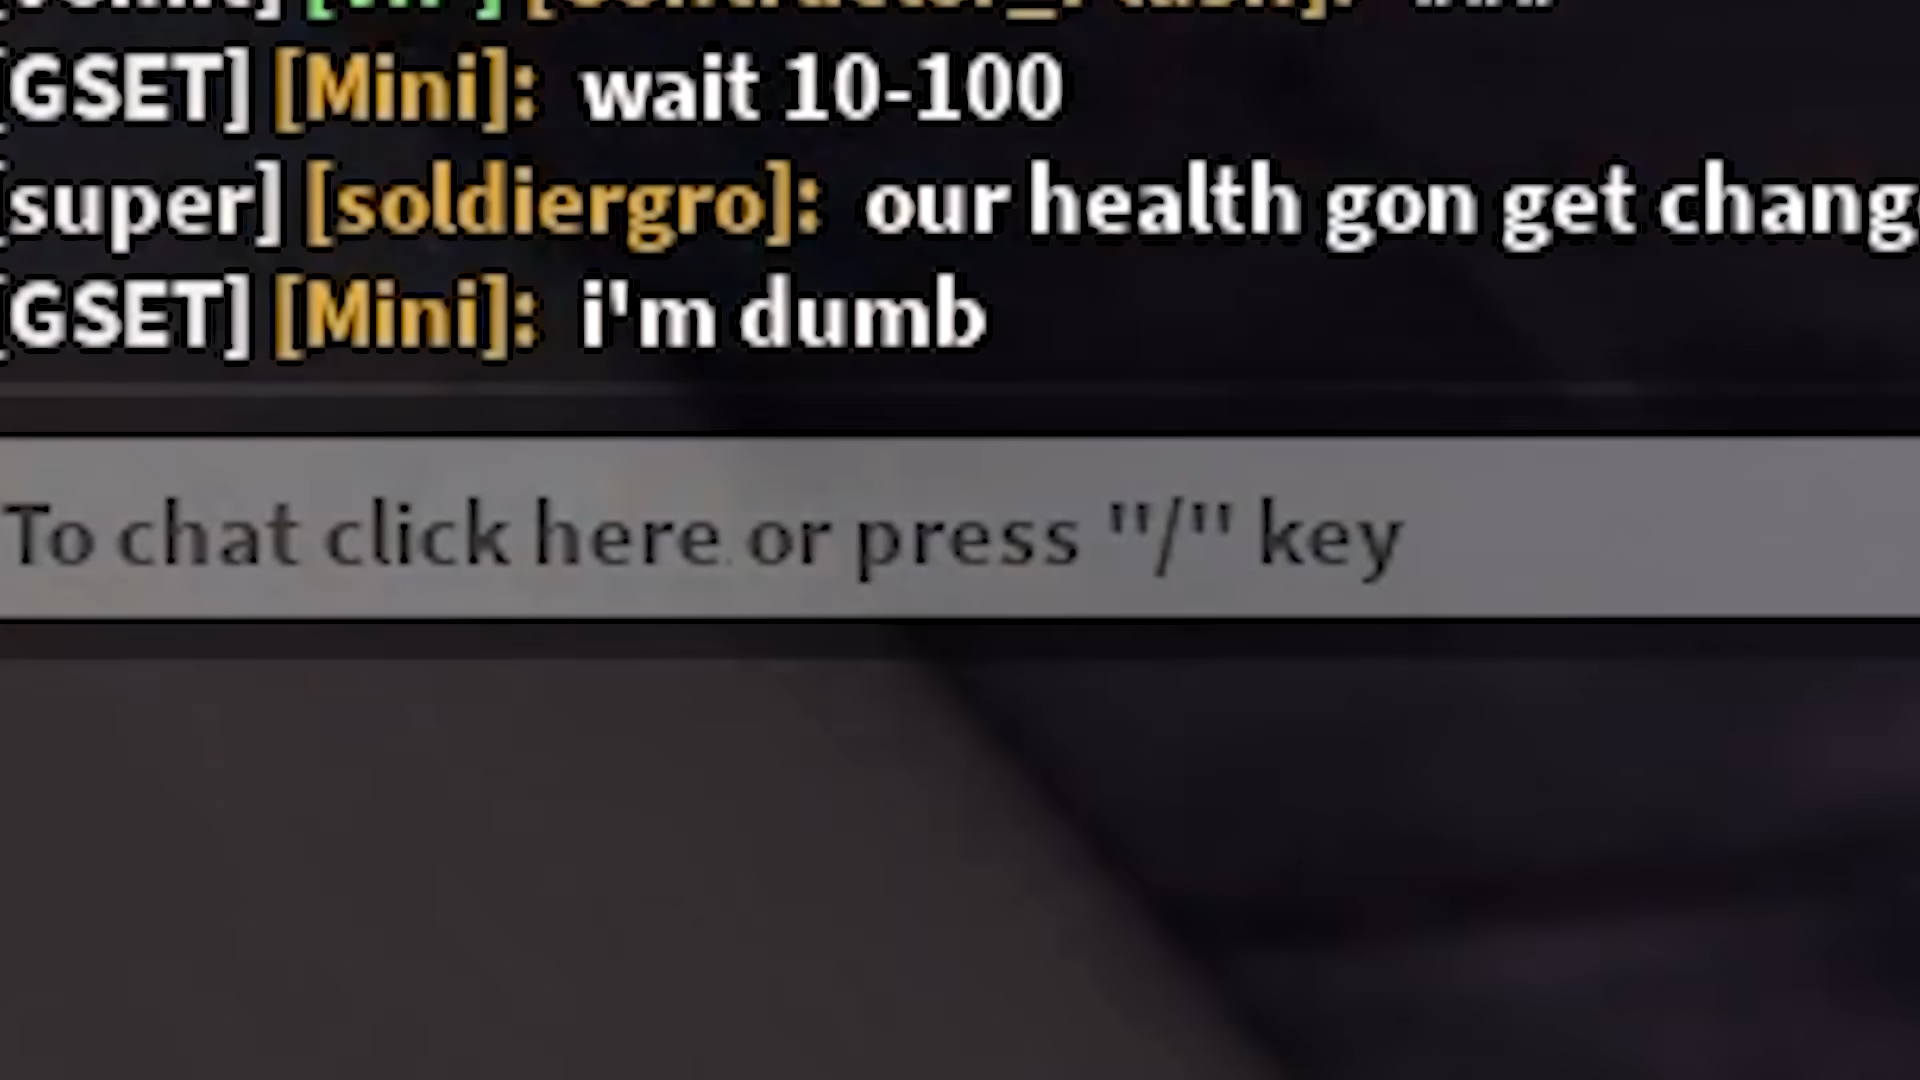 [GSET] [Mini]: wait 10-100
[super] [soldiergro]: our health gon get chang
[GSET] [Mini]: i'm dumb
To chat click here or press "/" key